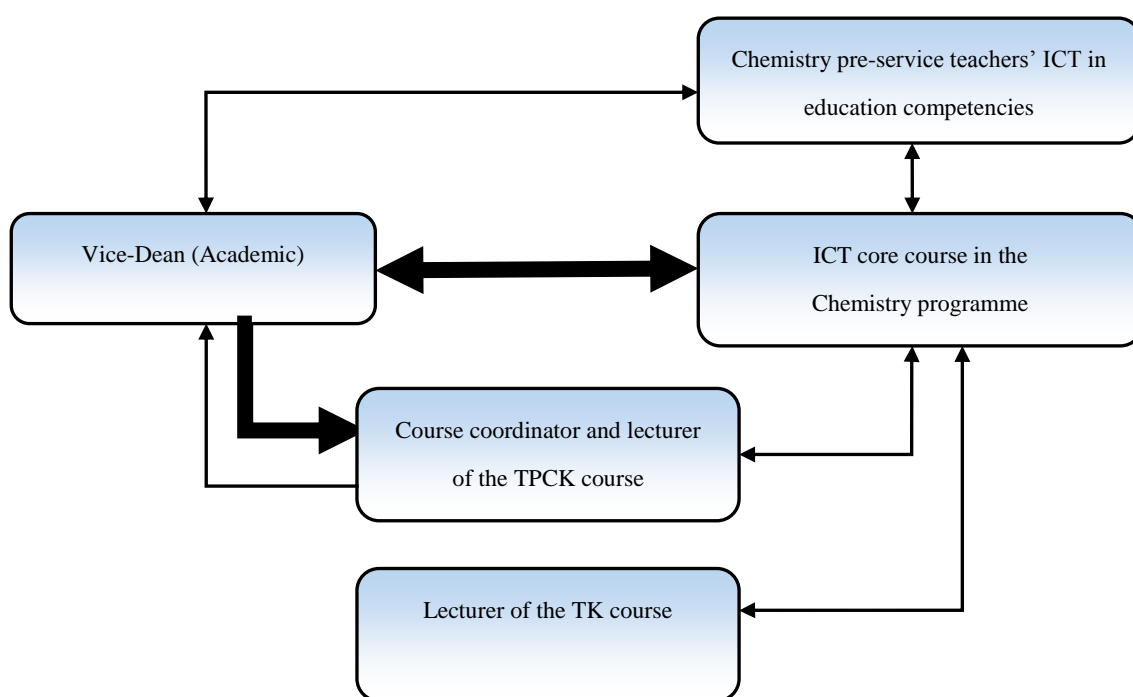 Chemistry pre-service teachers’ ICT in
education competencies
Vice-Dean (Academic)
ICT core course in the
Chemistry programme
Course coordinator and lecturer
of the TPCK course
Lecturer of the TK course